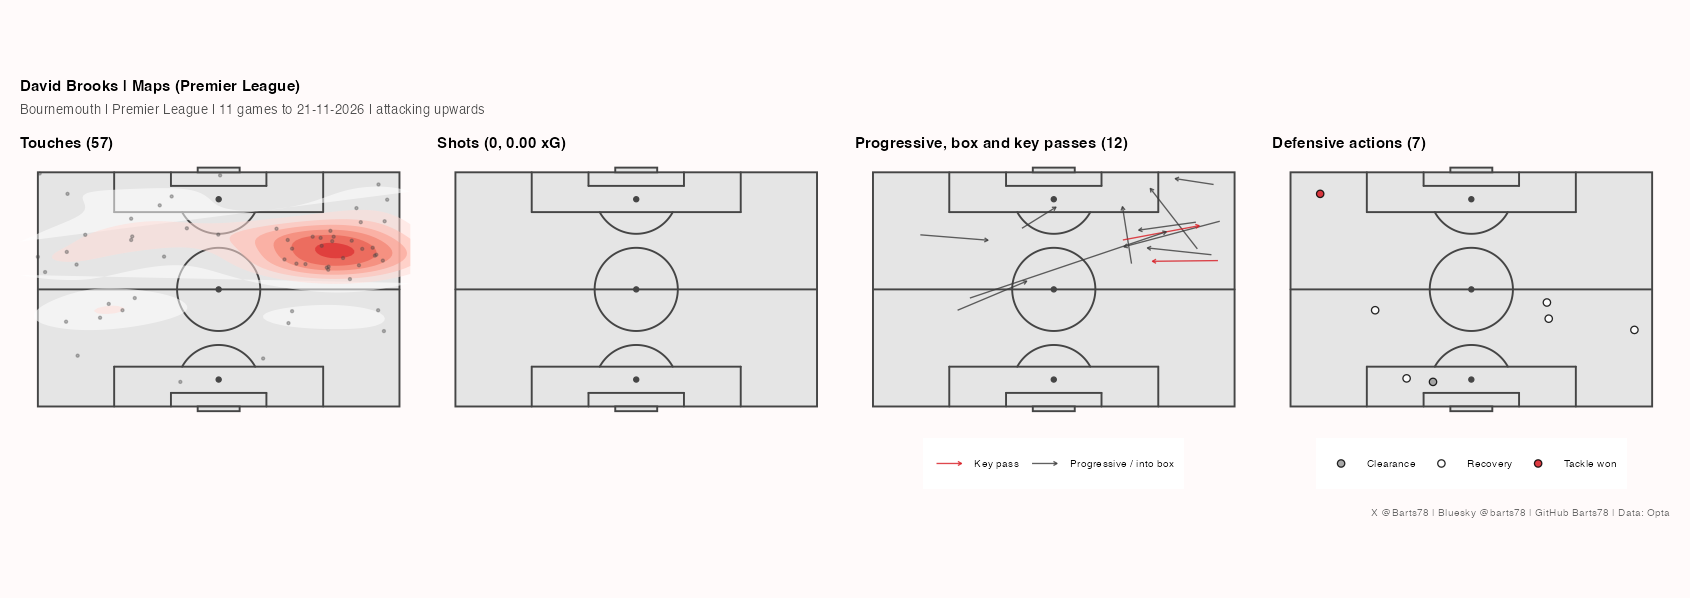 David Brooks | Maps (Premier League)
Bournemouth | Premier League | 11 games to 21-11-2026 | attacking upwards
Touches (57)
Shots (0, 0.00 xG)
Progressive, box and key passes (12)
Defensive actions (7)
Key pass
Progressive / into box
Clearance
Recovery
Tackle won
X @Barts78 | Bluesky @barts78 | GitHub Barts78 | Data: Opta